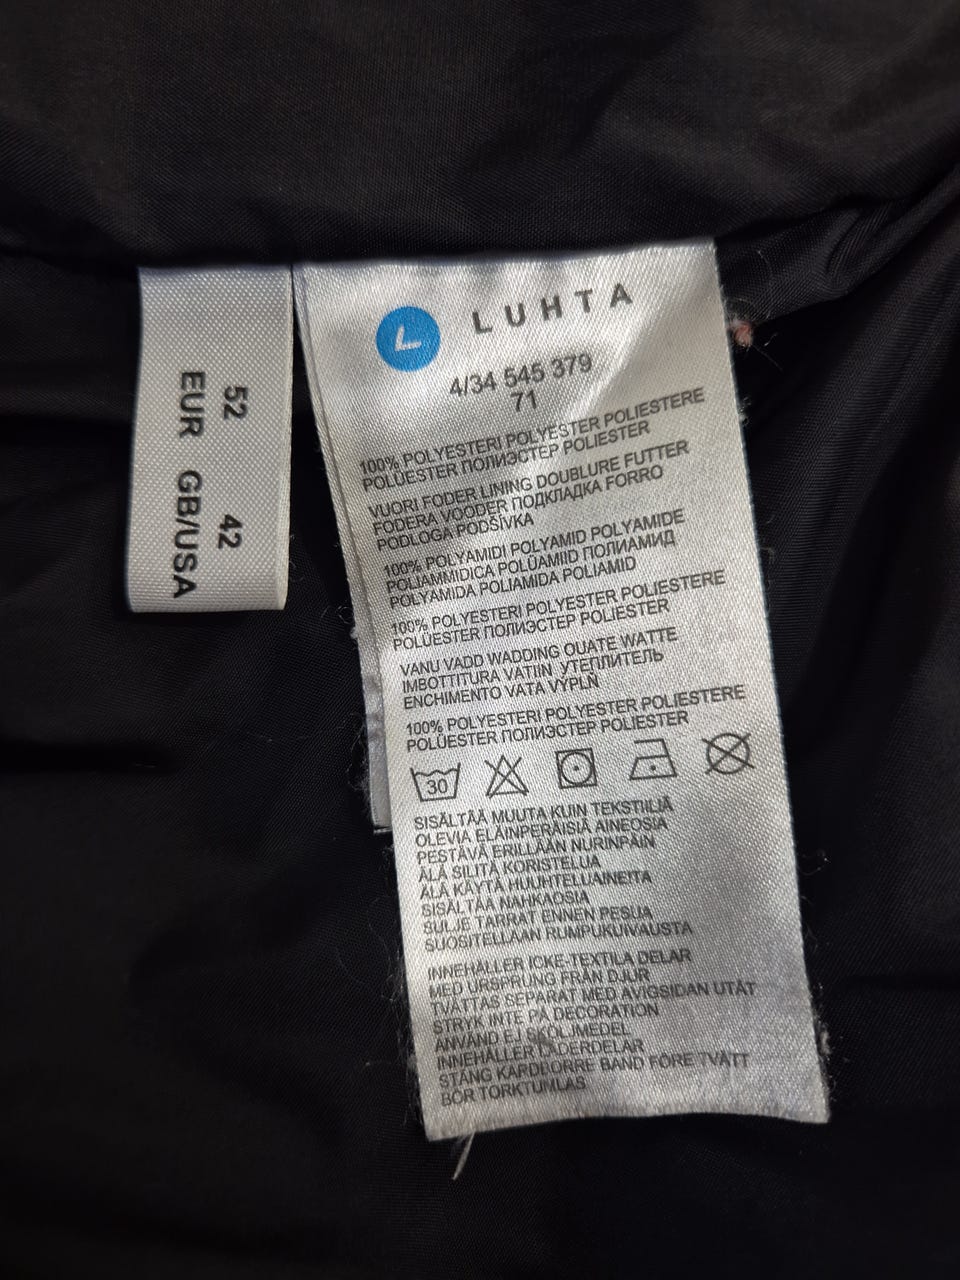 52 42
EUR GB/USA
L LUHTA
4/34 545 379
71
100% POLYESTERI POLYESTER POLIESTERE
POLÜESTER ПОЛИЭСТЕР POLIESTER
VUORI FODER LINING DOUBLURE FUTTER
FODERA VOODER ПОДКЛАДКА FORRO
PODLOGA PODŠÍVKA
100% POLYAMIDI POLYAMID POLYAMIDE
POLIAMMIDICA POLÜAMIID ПОЛИАМИД
POLYAMIDA POLIAMIDA POLIAMID
100% POLYESTERI POLYESTER POLIESTERE
POLÜESTER ПОЛИЭСТЕР POLIESTER
VANU VADD WADDING OUATE WATTE
IMBOTTITURA VATIIN УТЕПЛИТЕЛЬ
ENCHIMENTO VATA VÝPLŇ
100% POLYESTERI POLYESTER POLIESTERE
POLÜESTER ПОЛИЭСТЕР POLIESTER
30
SISÄLTÄÄ MUUTA KUIN TEKSTIILIÄ
OLEVIA ELÄINPERÄISIÄ AINEOSIA
PESTÄVÄ ERILLÄÄN NURINPÄIN
ÄLÄ SILITÄ KORISTELUA
ÄLÄ KÄYTÄ HUUHTELUAINEITA
SISÄLTÄÄ NAHKAOSIA
SULJE TARRAT ENNEN PESUA
SUOSITELLAAN RUMPUKUIVAUSTA
INNEHÅLLER ICKE-TEXTILA DELAR
MED URSPRUNG FRÅN DJUR
TVÄTTAS SEPARAT MED AVIGSIDAN UTÅT
STRYK INTE PÅ DECORATION
ANVÄND EJ SKÖLJMEDEL
INNEHÅLLER LÄDERDELAR
STÄNG KARDBORRE BAND FÖRE TVÄTT
BÖR TORKTUMLAS